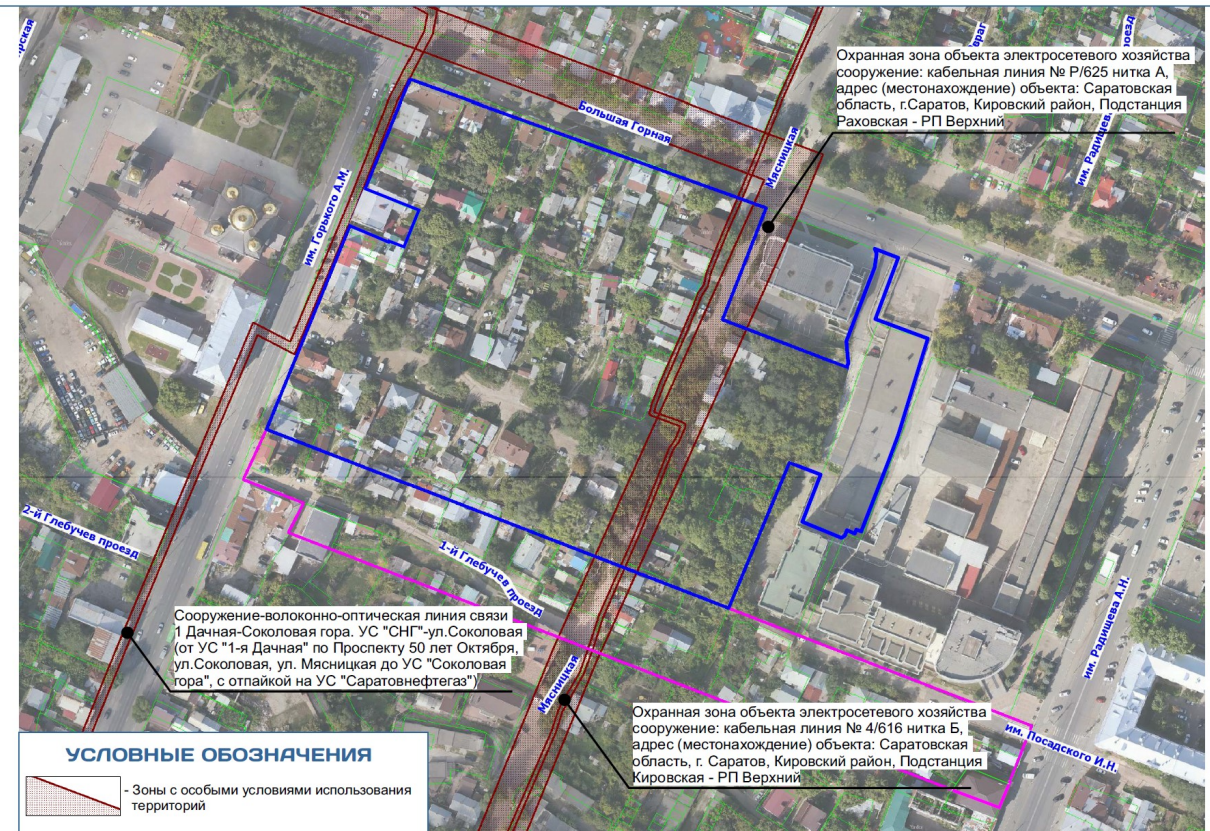 рская
враг
роезд
Охранная зона объекта электросетевого хозяйства
сооружение: кабельная линия № Р/625 нитка А,
адрес (местонахождение) объекта: Саратовская
область, г.Саратов, Кировский район, Подстанция
Раховская - РП Верхний
Большая Горная
Мясницкая
им. Радищев.
им. Горького А.М.
2-й Глебучев проезд
1-й Глебучев проезд
им. Радищева А.Н.
Сооружение-волоконно-оптическая линия связи
1 Дачная-Соколовая гора. УС "СНГ"-ул.Соколовая
(от УС "1-я Дачная" по Проспекту 50 лет Октября,
ул.Соколовая, ул. Мясницкая до УС "Соколовая
гора", с отпайкой на УС "Саратовнефтегаз")
Мясницкая
Охранная зона объекта электросетевого хозяйства
сооружение: кабельная линия № 4/616 нитка Б,
адрес (местонахождение) объекта: Саратовская
область, г. Саратов, Кировский район, Подстанция
Кировская - РП Верхний
им. Посадского И.Н.
УСЛОВНЫЕ ОБОЗНАЧЕНИЯ
- Зоны с особыми условиями использования
территорий